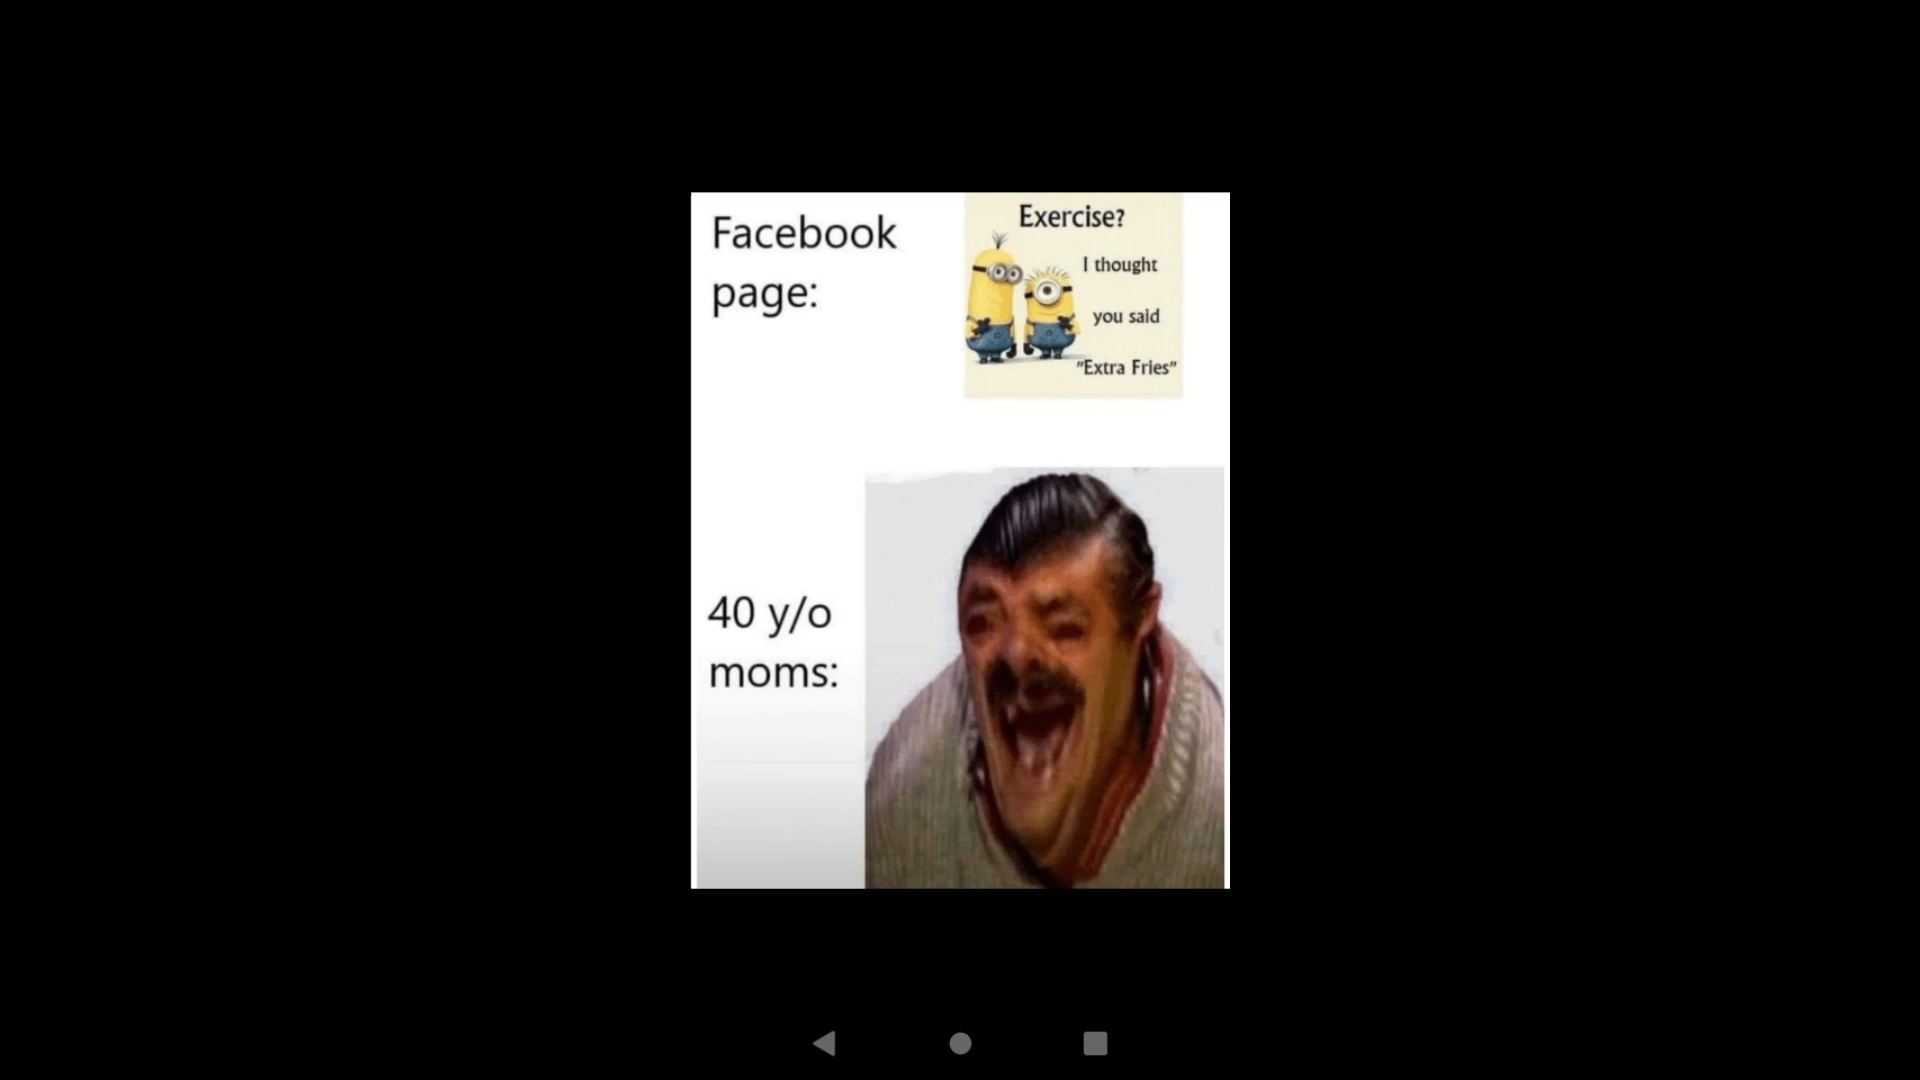 Facebook
page:
Exercise?
I thought
you said
"Extra Fries"
40 y/o
moms: